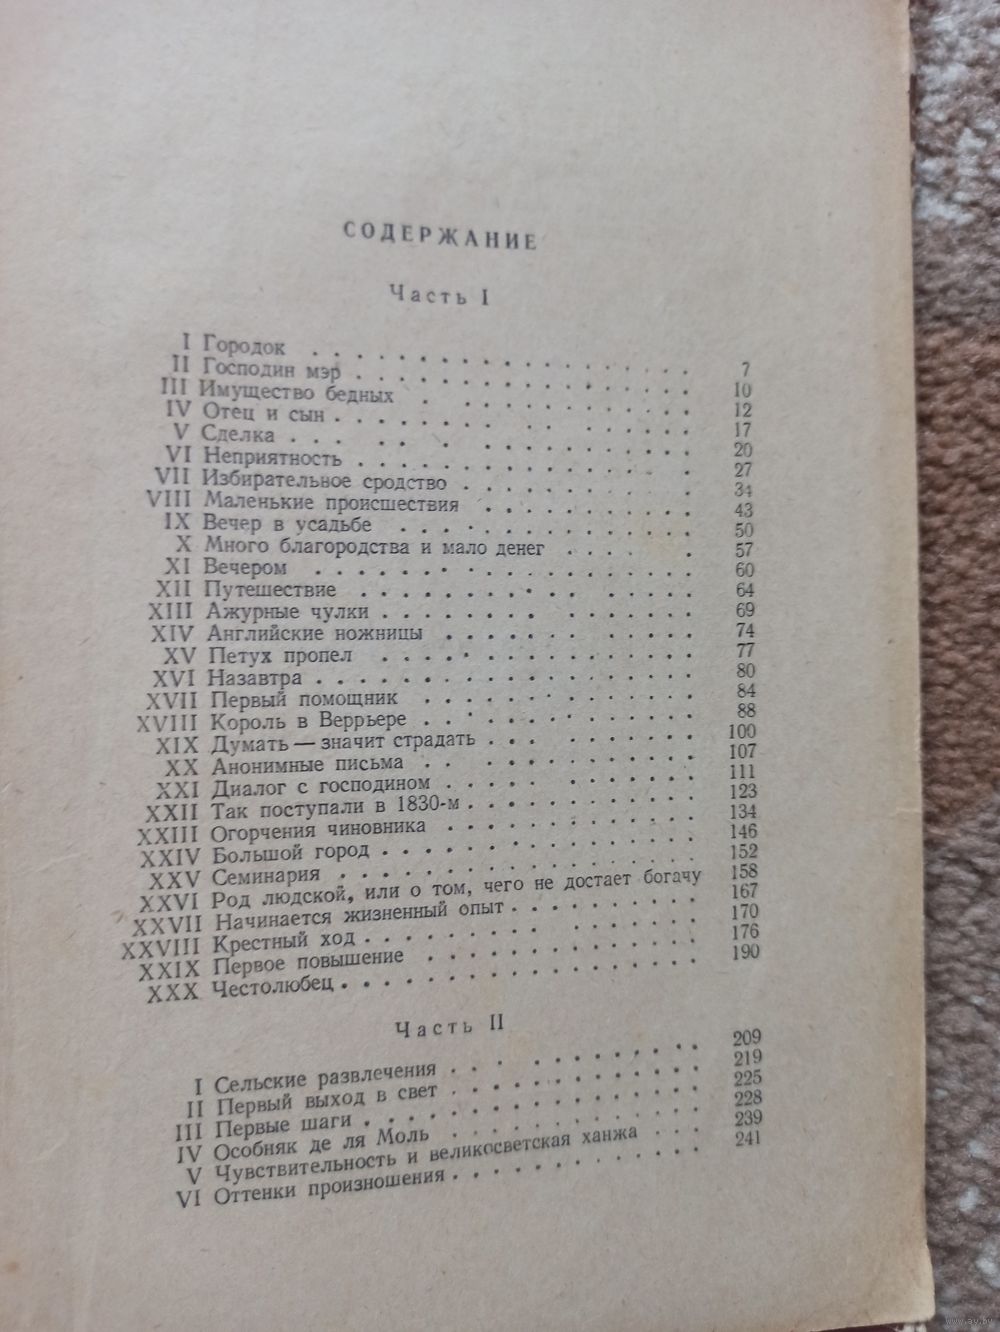 СОДЕРЖАНИЕ
Часть I
I Городок . . . . . . . . . . . . . . . . 7
II Господин мэр . . . . . . . . . . . . . . . . 10
III Имущество бедных . . . . . . . . . . . . 12
IV Отец и сын . . . . . . . . . . . . . . . . 17
V Сделка . . . . . . . . . . . . . . . . 20
VI Неприятность . . . . . . . . . . . . . . . . 27
VII Избирательное сродство . . . . . . . . . . 34
VIII Маленькие происшествия . . . . . . . . . . 43
IX Вечер в усадьбе . . . . . . . . . . . . . . 50
X Много благородства и мало денег . . . . . . 57
XI Вечером . . . . . . . . . . . . . . . . 60
XII Путешествие . . . . . . . . . . . . . . 64
XIII Ажурные чулки . . . . . . . . . . . . . . 69
XIV Английские ножницы . . . . . . . . . . . . 74
XV Петух пропел . . . . . . . . . . . . . . 77
XVI Назавтра . . . . . . . . . . . . . . . . 80
XVII Первый помощник . . . . . . . . . . . . 84
XVIII Король в Веррьере . . . . . . . . . . . . 88
XIX Думать — значит страдать . . . . . . . . . 100
XX Анонимные письма . . . . . . . . . . . . 107
XXI Диалог с господином . . . . . . . . . . . . 111
XXII Так поступали в 1830-м . . . . . . . . . . 123
XXIII Огорчения чиновника . . . . . . . . . . . . 134
XXIV Большой город . . . . . . . . . . . . . . 146
XXV Семинария . . . . . . . . . . . . . . . . 152
XXVI Род людской, или о том, чего не достает богачу 158
XXVII Начинается жизненный опыт . . . . . . . . . 167
XXVIII Крестный ход . . . . . . . . . . . . . . 170
XXIX Первое повышение . . . . . . . . . . . . 176
XXX Честолюбец . . . . . . . . . . . . . . . . 190
Часть II
I Сельские развлечения . . . . . . . . . . . . 209
II Первый выход в свет . . . . . . . . . . . . 219
III Первые шаги . . . . . . . . . . . . . . . . 225
IV Особняк де ля Моль . . . . . . . . . . . . 228
V Чувствительность и великосветская ханжа . . . 239
VI Оттенки произношения . . . . . . . . . . . . 241
www.ay.by